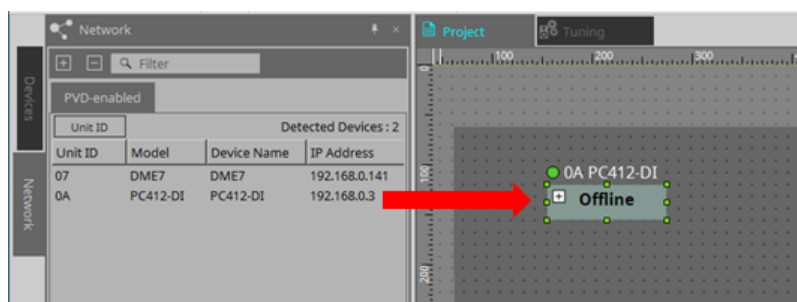 Network
Filter
PVD-enabled
Unit ID
Detected Devices : 2
Unit ID Model Device Name IP Address
07 DME7 DME7 192.168.0.141
0A PC412-DI PC412-DI 192.168.0.3
Devices
Network
Project
Tuning
0 100 200 300
100
200
0A PC412-DI
Offline